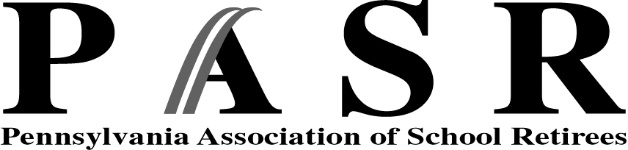 PASR
Pennsylvania Association of School Retirees